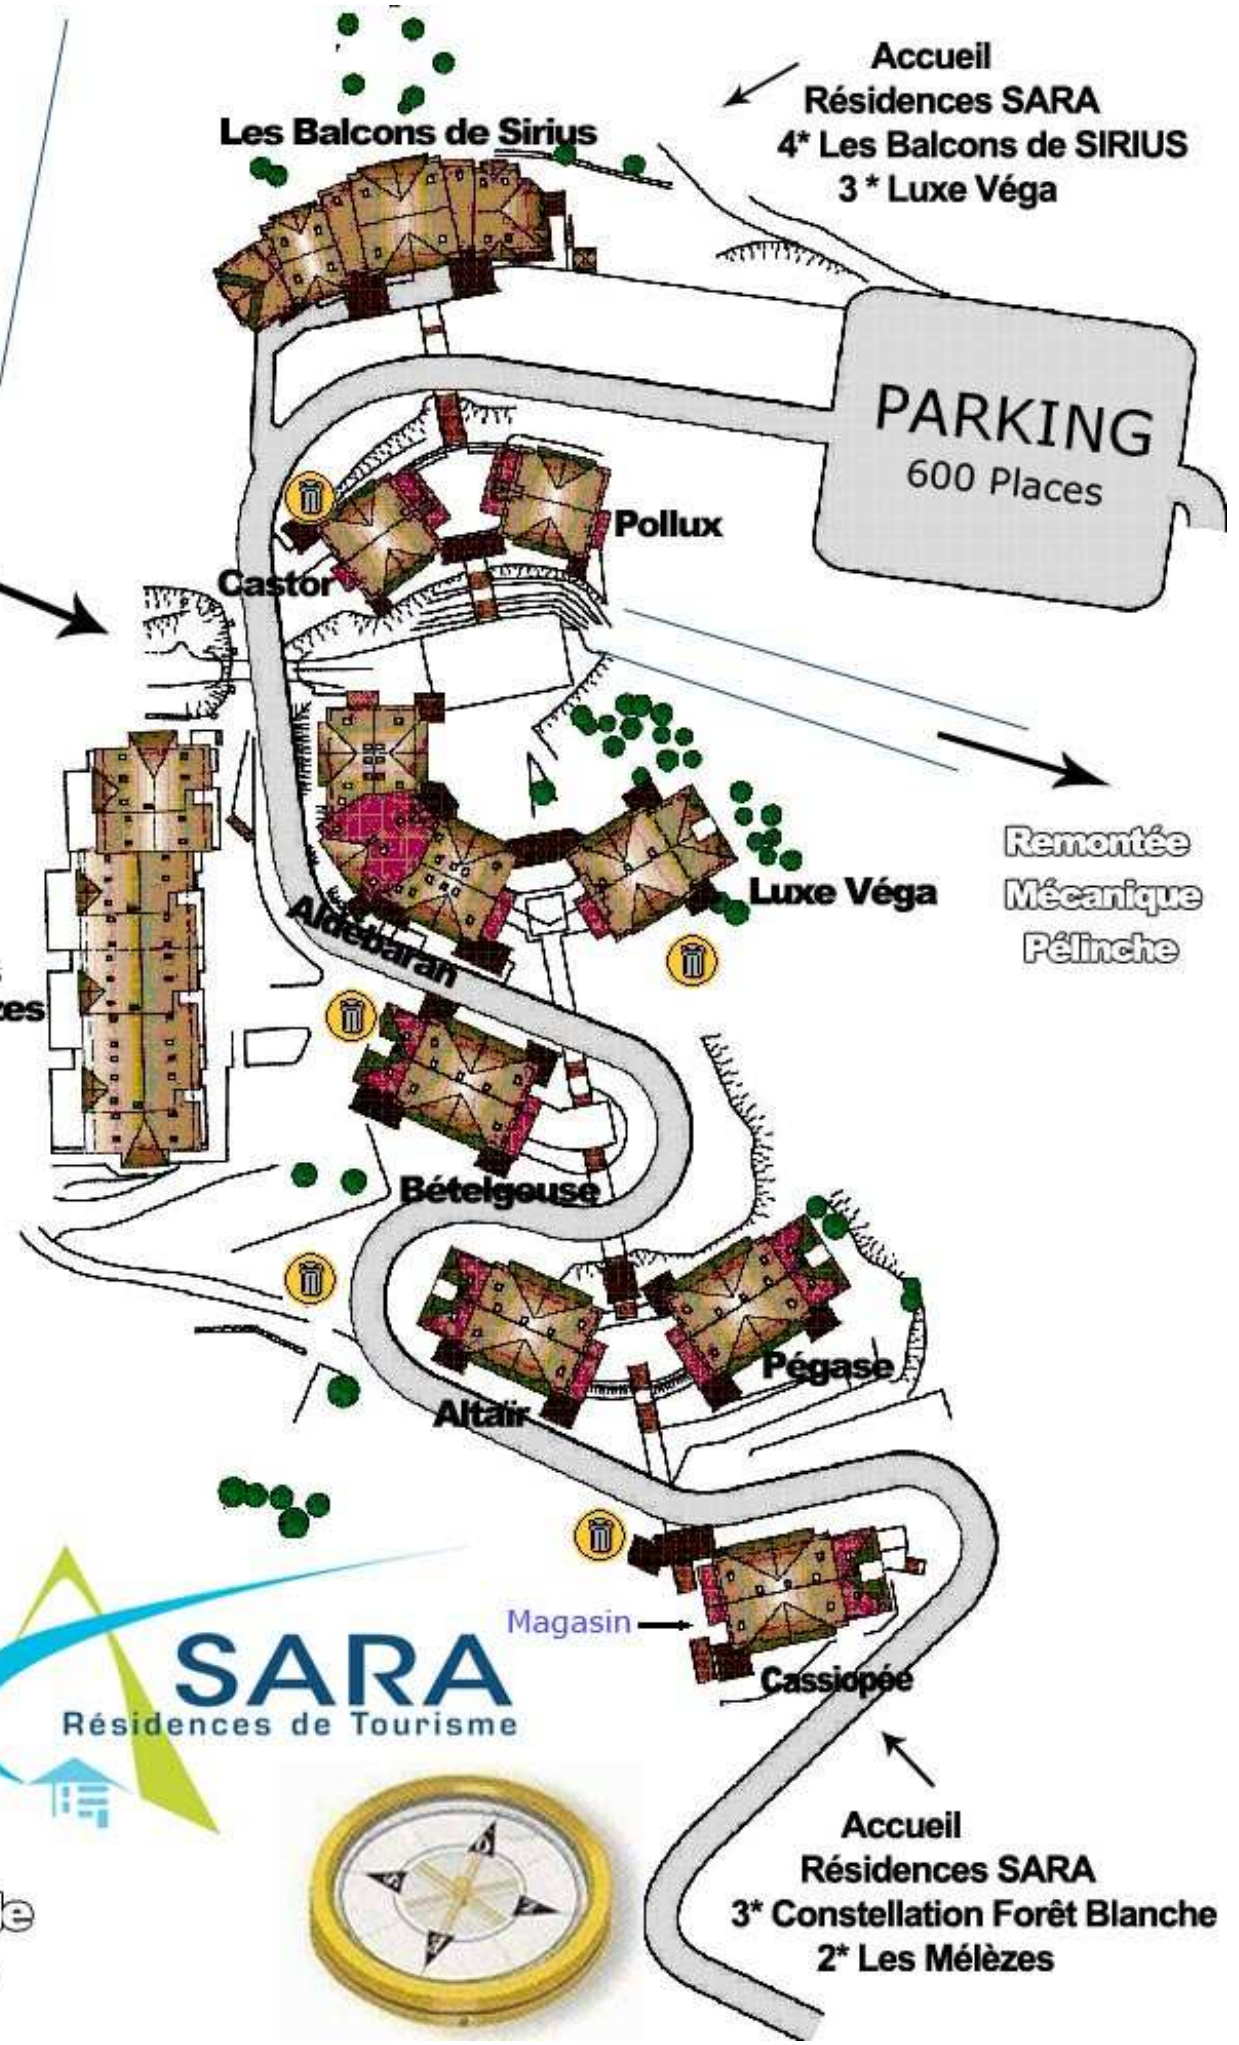 Accueil
Résidences SARA
4* Les Balcons de SIRIUS
3 * Luxe Véga
Les Balcons de Sirius
PARKING
600 Places
Pollux
Castor
Remontée
Mécanique
Pélinche
Luxe Véga
Aldebaran
Bételgeuse
Pégase
Altaïr
Magasin
Cassiopée
SARA
Résidences de Tourisme
Accueil
Résidences SARA
3* Constellation Forêt Blanche
2* Les Mélèzes